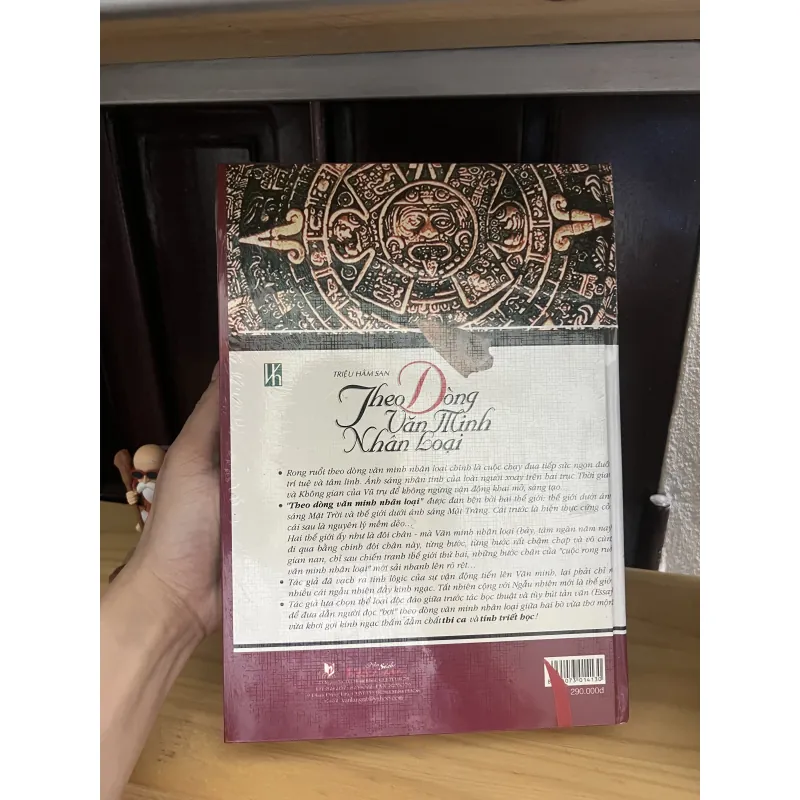 TRIỆU HÂM SAN
Theo Dòng
Văn Minh
Nhân Loại
• Rong ruổi theo dòng văn minh nhân loại chính là cuộc chạy đua tiếp sức ngọn đuố
trí tuệ và tâm linh. Ánh sáng nhân tính của loài người xoay trên hai trục Thời gian
và Không gian của Vũ trụ để không ngừng vận động khai mở, sáng tạo.
• "Theo dòng văn minh nhân loại" được đan bện bởi hai thế giới: thế giới dưới ánh
sáng Mặt Trời và thế giới dưới ánh sáng Mặt Trăng. Cái trước là hiện thực cứng cỏ
cái sau là nguyên lý mềm dẻo...
Hai thế giới ấy như là đôi chân - mà Văn minh nhân loại (bảy, tám ngàn năm nay
đi qua bằng chính đôi chân này, từng bước, từng bước rất chậm chạp và vô cùn
gian nan, chỉ sau chiến tranh thế giới thứ hai, những bước chân của "cuộc rong ruổ
văn minh nhân loại" mới sải nhanh lên rõ rệt...
• Tác giả đã vạch ra tính lôgic của sự vận động tiến lên Văn minh, lại phải chỉ r
nhiều cái ngẫu nhiên đầy kinh ngạc. Tất nhiên cộng với Ngẫu nhiên mới là thế giớ
• Tác giả lựa chọn thể loại độc đáo giữa trước tác học thuật và tùy bút tản văn (Essay
để đưa dẫn người đọc "bơi" theo dòng văn minh nhân loại giữa hai bờ vừa thơ mộn
vừa khơi gợi kinh ngạc thấm đẫm chất thi ca và tính triết học!
290.000đ